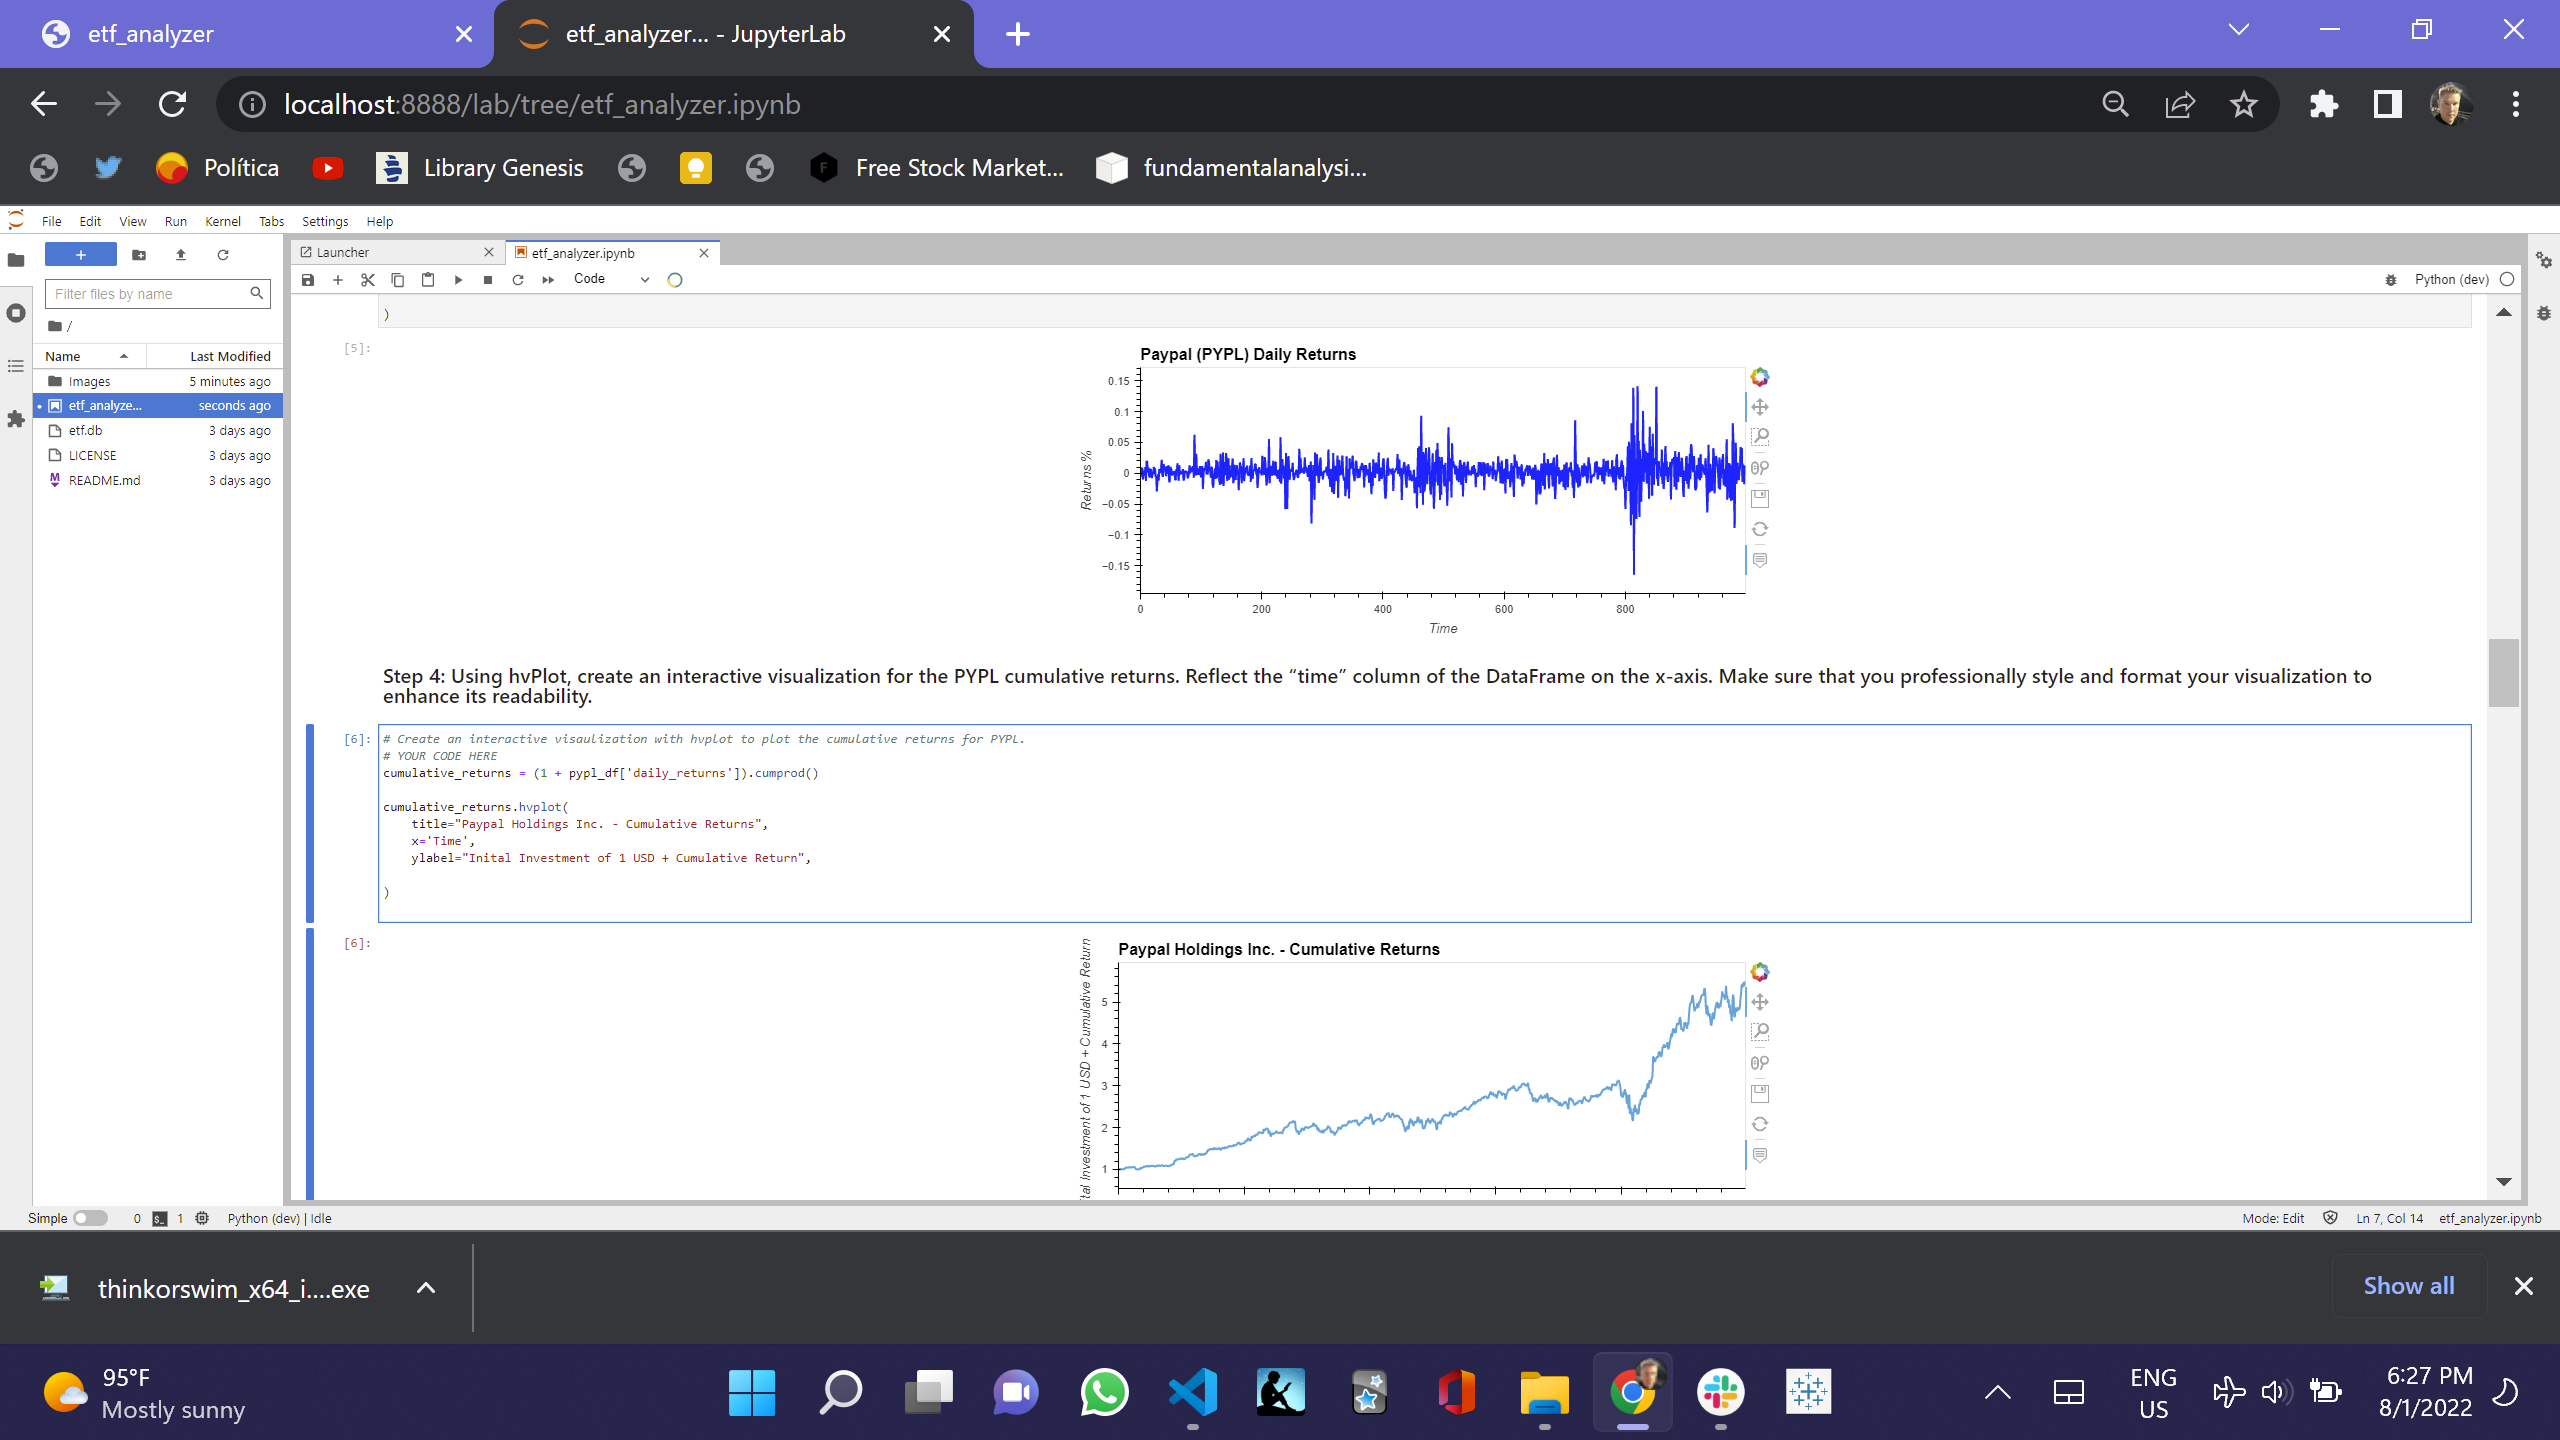 etf_analyzer
etf_analyzer... - JupyterLab
localhost:8888/lab/tree/etf_analyzer.ipynb
Política
Library Genesis
Free Stock Market...
fundamentalanalysi...
File Edit View Run Kernel Tabs Settings Help
Launcher
etf_analyzer.ipynb
Code
Python (dev)
Filter files by name
/
Name Last Modified
Images 5 minutes ago
etf_analyze... seconds ago
etf.db 3 days ago
LICENSE 3 days ago
README.md 3 days ago
)
[5]:
Paypal (PYPL) Daily Returns
0.15
0.1
0.05
0
−0.05
−0.1
−0.15
Returns %
0 200 400 600 800
Time
Step 4: Using hvPlot, create an interactive visualization for the PYPL cumulative returns. Reflect the “time” column of the DataFrame on the x-axis. Make sure that you professionally style and format your visualization to
enhance its readability.
[6]:
# Create an interactive visaulization with hvplot to plot the cumulative returns for PYPL.
# YOUR CODE HERE
cumulative_returns = (1 + pypl_df['daily_returns']).cumprod()
cumulative_returns.hvplot(
title="Paypal Holdings Inc. - Cumulative Returns",
x='Time',
ylabel="Inital Investment of 1 USD + Cumulative Return",
)
[6]:
Paypal Holdings Inc. - Cumulative Returns
5
4
3
2
1
tal Investment of 1 USD + Cumulative Return
Simple 0 $_ 1 Python (dev) | Idle
Mode: Edit Ln 7, Col 14 etf_analyzer.ipynb
thinkorswim_x64_i....exe
Show all
95°F
Mostly sunny
ENG
US
6:27 PM
8/1/2022